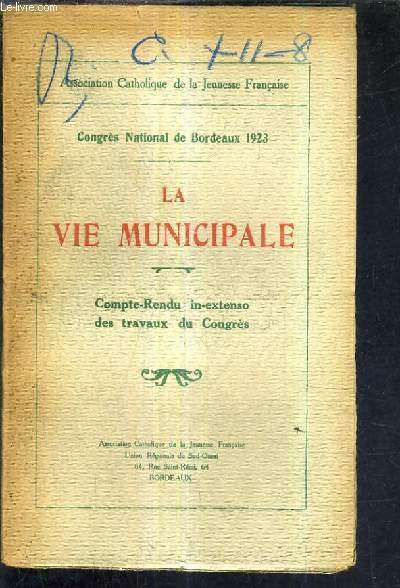 www.le-livre.com
C X-11-8
Association Catholique de la Jeunesse Française
Congrès National de Bordeaux 1923
LA
VIE MUNICIPALE
Compte-Rendu in-extenso
des travaux du Congrès
Association Catholique de la Jeunesse Française
Union Régionale du Sud-Ouest
64, Rue Saint-Rémi, 64
BORDEAUX